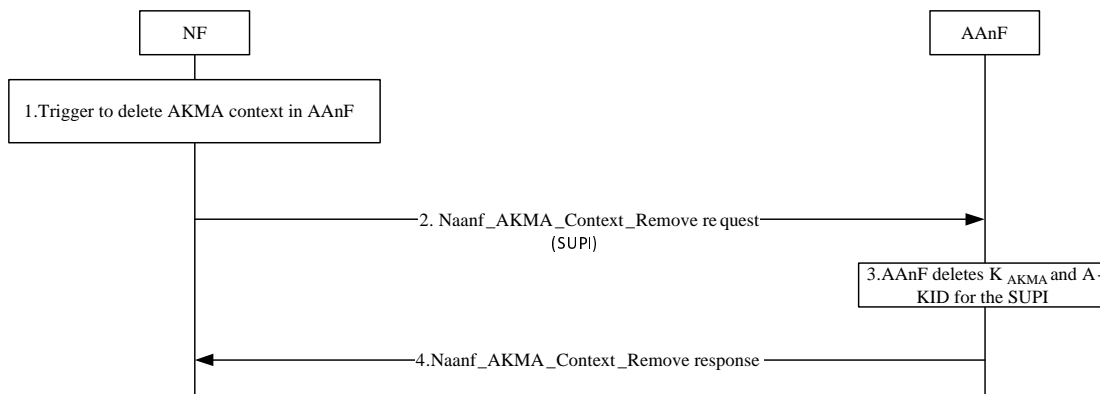 NF
AAnF
1.Trigger to delete AKMA context in AAnF
2. Naanf_AKMA_Context_Remove request
(SUPI)
3.AAnF deletes K AKMA and A-
KID for the SUPI
4.Naanf_AKMA_Context_Remove response